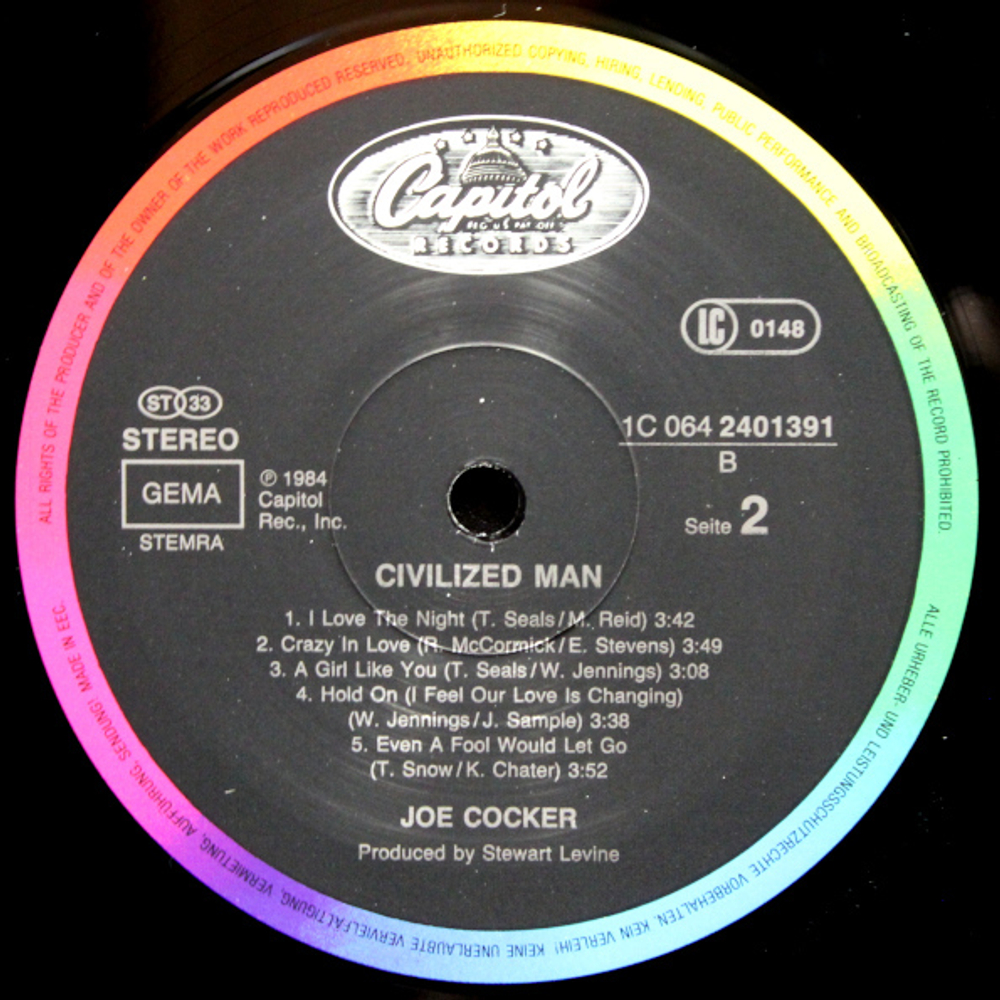 ALL RIGHTS OF THE PRODUCER AND OF THE OWNER OF THE WORK REPRODUCED RESERVED. UNAUTHORIZED COPYING, HIRING, LENDING, PUBLIC PERFORMANCE AND BROADCASTING OF THE RECORD PROHIBITED.
Capitol
REG US PAT OFF
RECORDS
LC 0148
ST 33
STEREO
GEMA
STEMRA
℗ 1984
Capitol
Rec., Inc.
1C 064 2401391
B
Seite 2
CIVILIZED MAN
1. I Love The Night (T. Seals/M. Reid) 3:42
2. Crazy In Love (R. McCormick/E. Stevens) 3:49
3. A Girl Like You (T. Seals/W. Jennings) 3:08
4. Hold On (I Feel Our Love Is Changing)
(W. Jennings/J. Sample) 3:38
5. Even A Fool Would Let Go
(T. Snow/K. Chater) 3:52
JOE COCKER
Produced by Stewart Levine
ALLE URHEBER- UND LEISTUNGSSCHUTZRECHTE VORBEHALTEN. KEIN VERLEIH! KEINE UNERLAUBTE VERVIELFÄLTIGUNG, VERMIETUNG, AUFFÜHRUNG, SENDUNG! MADE IN EEC.